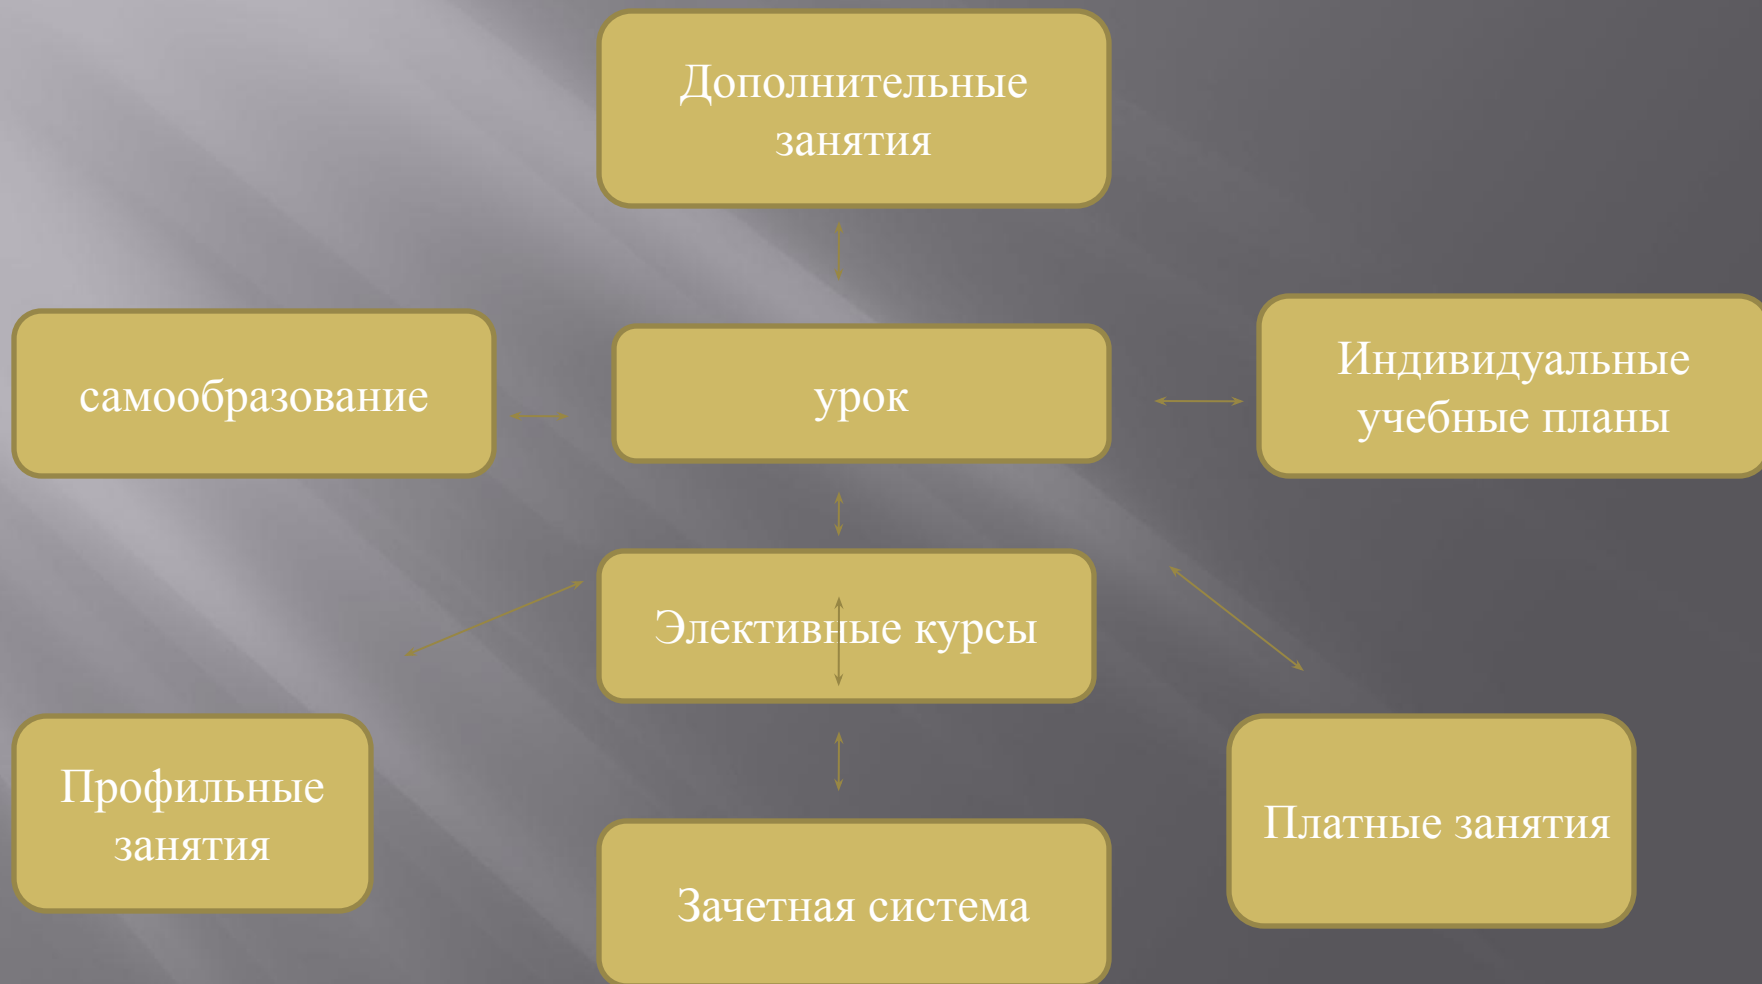 Дополнительные
занятия
самообразование
урок
Индивидуальные
учебные планы
Элективные курсы
Профильные
занятия
Платные занятия
Зачетная система